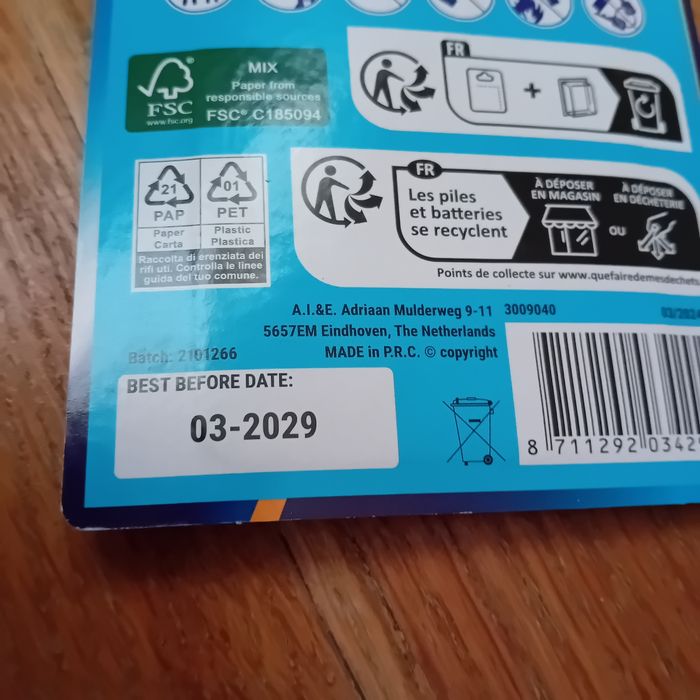 FSC
www.fsc.org
MIX
Paper from
responsible sources
FSC® C185094
FR
21
PAP
01
PET
Paper
Carta
Plastic
Plastica
Raccolta di erenziata dei
rifi uti. Controlla le linee
guida del tuo comune.
FR
Les piles
et batteries
se recyclent
À DÉPOSER
EN MAGASIN
OU
À DÉPOSER
EN DÉCHÈTERIE
Points de collecte sur www.quefairedemesdechets.
A.I.&E. Adriaan Mulderweg 9-11 3009040
03/2024
5657EM Eindhoven, The Netherlands
MADE in P.R.C. © copyright
Batch: 2101266
BEST BEFORE DATE:
03-2029
8 711292 0342